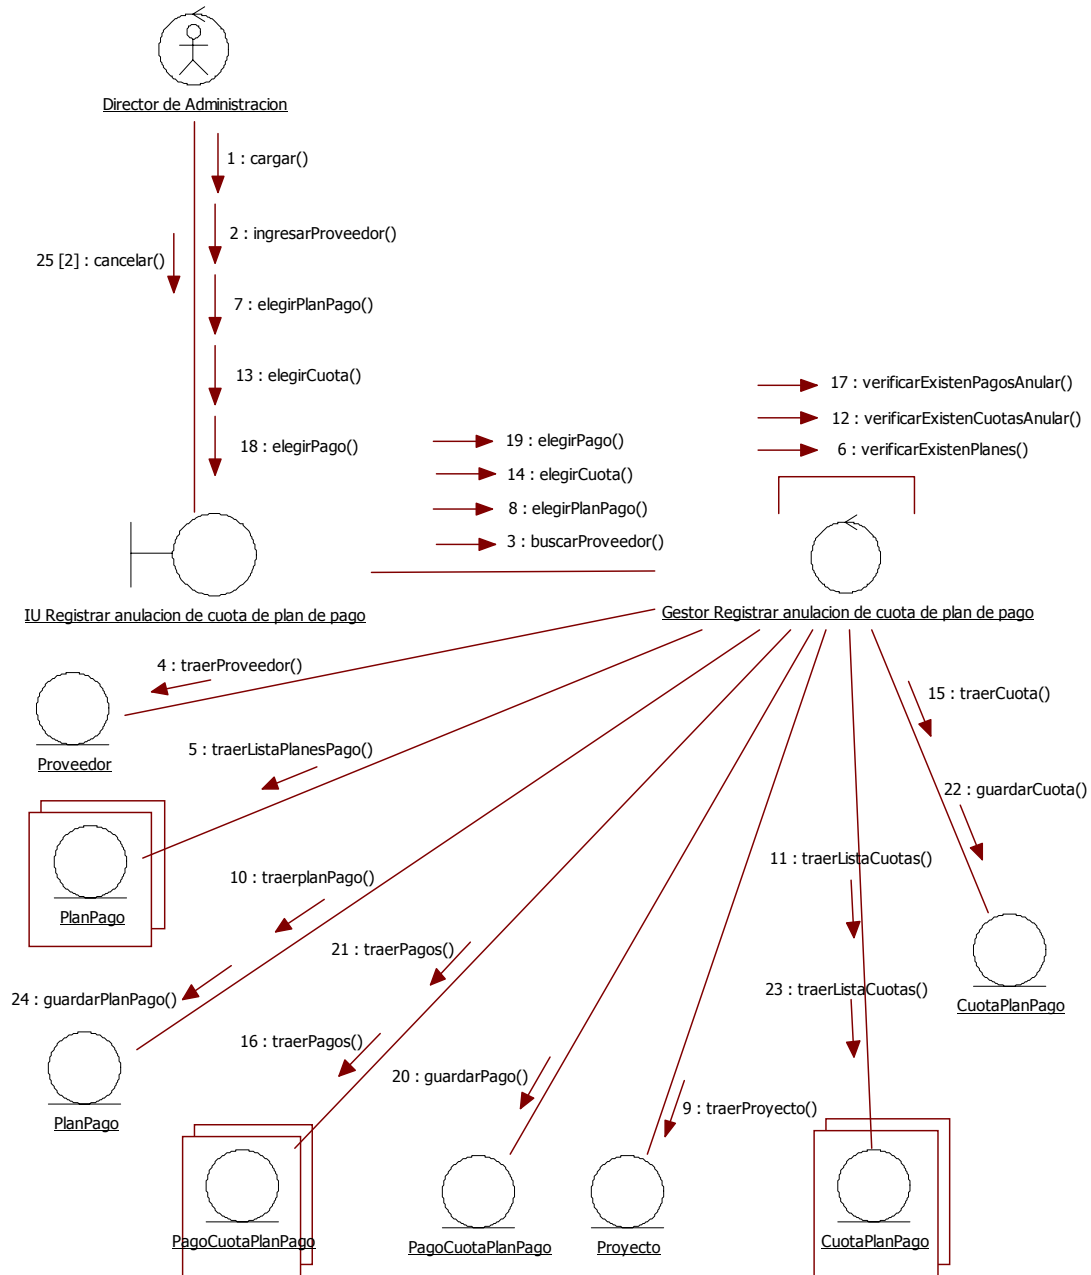 Director de Administracion
1 : cargar()
2 : ingresarProveedor()
25 [2] : cancelar()
7 : elegirPlanPago()
13 : elegirCuota()
18 : elegirPago()
19 : elegirPago()
14 : elegirCuota()
8 : elegirPlanPago()
3 : buscarProveedor()
17 : verificarExistenPagosAnular()
12 : verificarExistenCuotasAnular()
6 : verificarExistenPlanes()
IU Registrar anulacion de cuota de plan de pago
Gestor Registrar anulacion de cuota de plan de pago
4 : traerProveedor()
Proveedor
15 : traerCuota()
5 : traerListaPlanesPago()
22 : guardarCuota()
PlanPago
10 : traerplanPago()
11 : traerListaCuotas()
21 : traerPagos()
24 : guardarPlanPago()
23 : traerListaCuotas()
CuotaPlanPago
PlanPago
16 : traerPagos()
20 : guardarPago()
9 : traerProyecto()
PagoCuotaPlanPago
PagoCuotaPlanPago
Proyecto
CuotaPlanPago